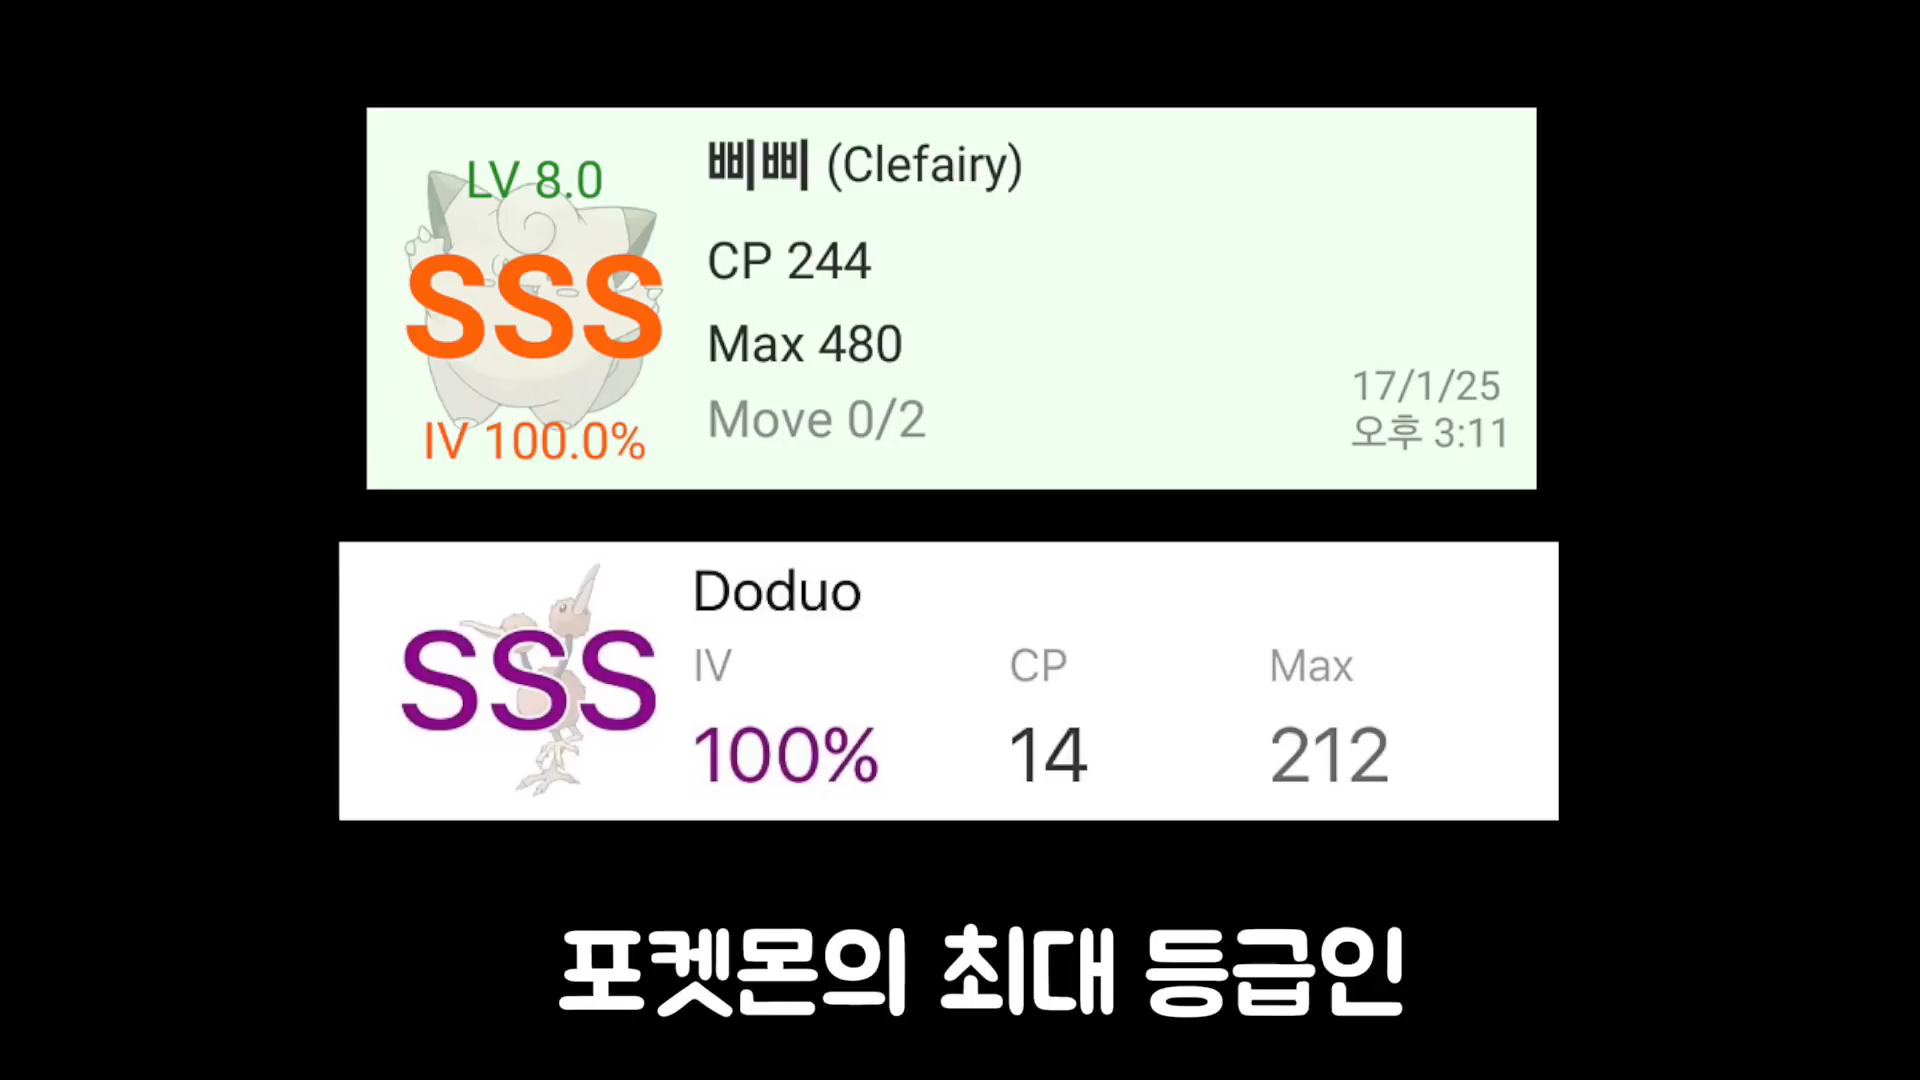 LV 8.0
SSS
IV 100.0%
삐삐 (Clefairy)
CP 244
Max 480
Move 0/2
17/1/25
오후 3:11
SSS
Doduo
IV CP Max
100% 14 212
포켓몬의 최대 등급인